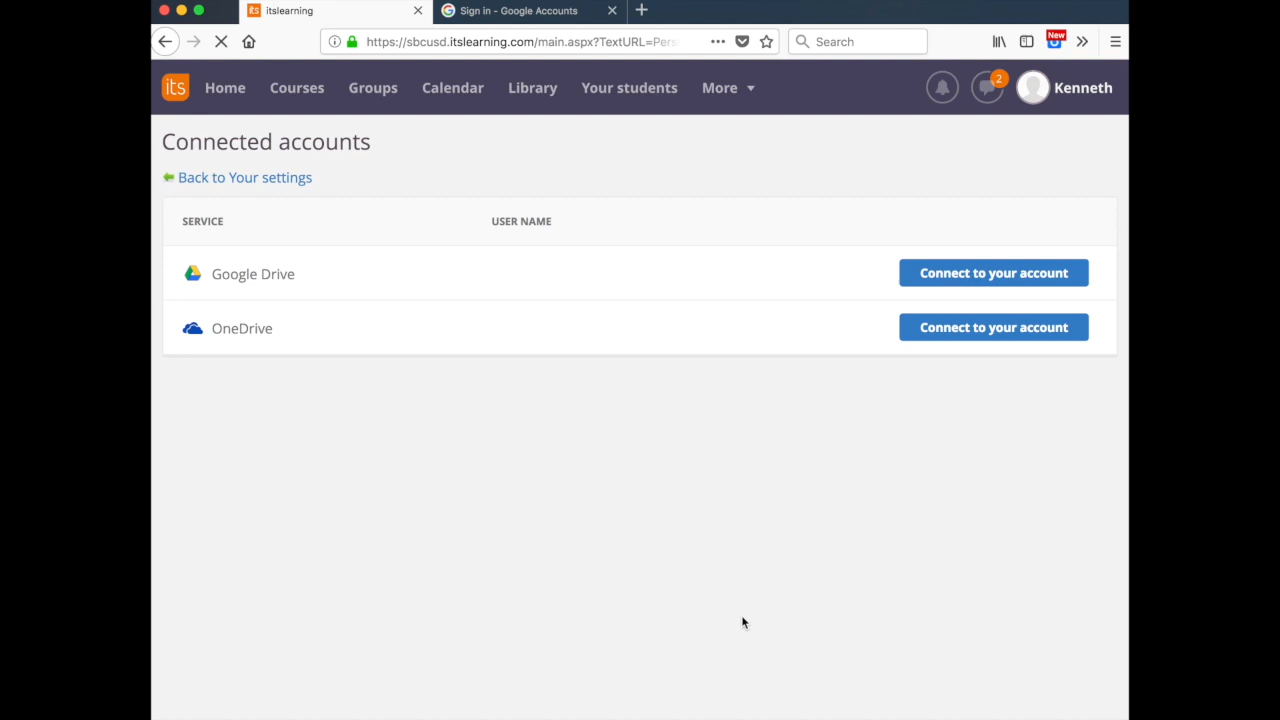 its itslearning
Sign in - Google Accounts
https://sbcusd.itslearning.com/main.aspx?TextURL=Pers
Search
New
its Home Courses Groups Calendar Library Your students More 2 Kenneth
Connected accounts
Back to Your settings
SERVICE USER NAME
Google Drive Connect to your account
OneDrive Connect to your account